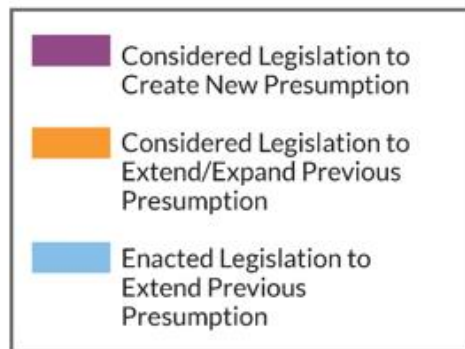 Considered Legislation to
Create New Presumption
Considered Legislation to
Extend/Expand Previous
Presumption
Enacted Legislation to
Extend Previous
Presumption